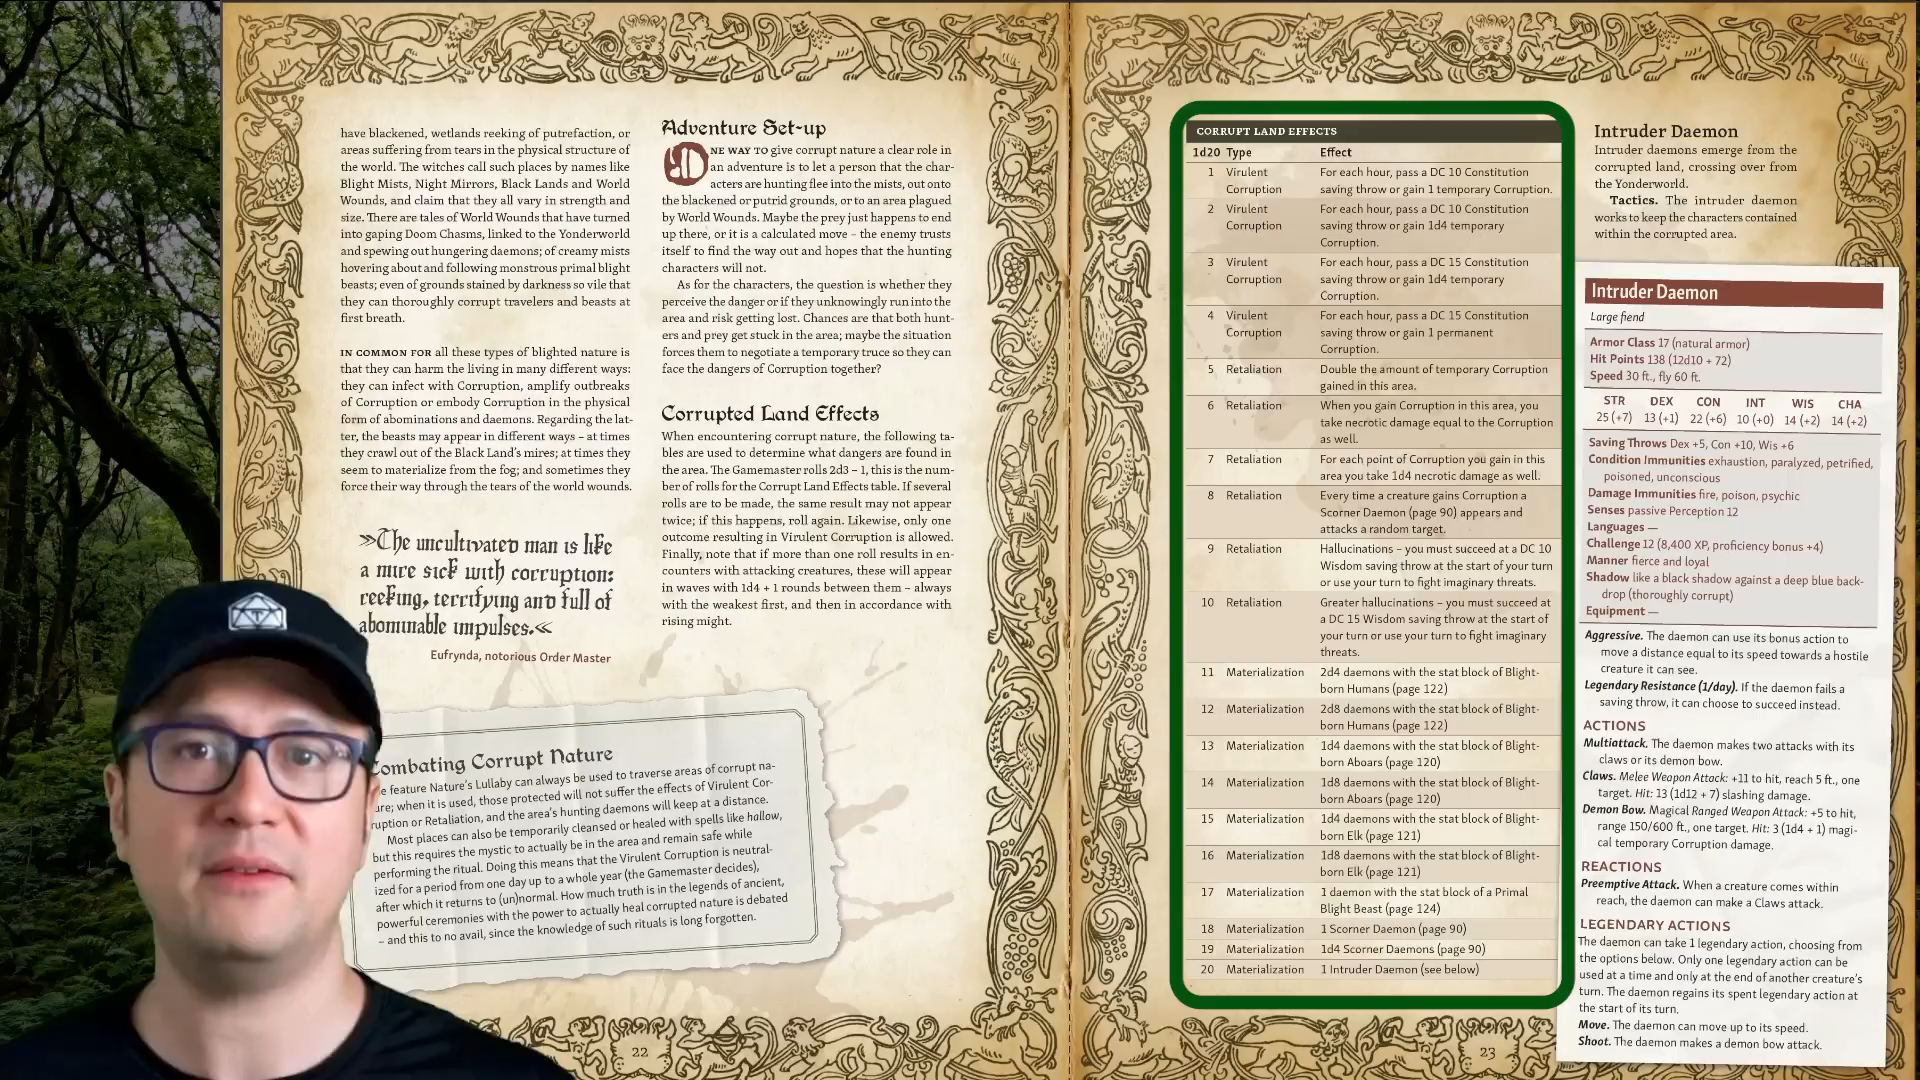 have blackened, wetlands reeking of putrefaction, or
areas suffering from tears in the physical structure of
the world. The witches call such places by names like
Blight Mists, Night Mirrors, Black Lands and World
Wounds, and claim that they all vary in strength and
size. There are tales of World Wounds that have turned
into gaping Doom Chasms, linked to the Yonderworld
and spewing out hungering daemons; of creamy mists
hovering about and following monstrous primal blight
beasts; even of grounds stained by darkness so vile that
they can thoroughly corrupt travelers and beasts at
first breath.
IN COMMON FOR all these types of blighted nature is
that they can harm the living in many different ways:
they can infect with Corruption, amplify outbreaks
of Corruption or embody Corruption in the physical
form of abominations and daemons. Regarding the lat-
ter, the beasts may appear in different ways – at times
they crawl out of the Black Land's mires; at times they
seem to materialize from the fog; and sometimes they
force their way through the tears of the world wounds.
»The uncultivated man is like
a mire sick with corruption:
reeking, terrifying and full of
abominable impulses.«
Eufrynda, notorious Order Master
Adventure Set-up
ONE WAY TO give corrupt nature a clear role in
an adventure is to let a person that the char-
acters are hunting flee into the mists, out onto
the blackened or putrid grounds, or to an area plagued
by World Wounds. Maybe the prey just happens to end
up there, or it is a calculated move – the enemy trusts
itself to find the way out and hopes that the hunting
characters will not.
As for the characters, the question is whether they
perceive the danger or if they unknowingly run into the
area and risk getting lost. Chances are that both hunt-
ers and prey get stuck in the area; maybe the situation
forces them to negotiate a temporary truce so they can
face the dangers of Corruption together?
Corrupted Land Effects
When encountering corrupt nature, the following ta-
bles are used to determine what dangers are found in
the area. The Gamemaster rolls 2d3 – 1, this is the num-
ber of rolls for the Corrupt Land Effects table. If several
rolls are to be made, the same result may not appear
twice; if this happens, roll again. Likewise, only one
outcome resulting in Virulent Corruption is allowed.
Finally, note that if more than one roll results in en-
counters with attacking creatures, these will appear
in waves with 1d4 + 1 rounds between them – always
with the weakest first, and then in accordance with
rising might.
Combating Corrupt Nature
e feature Nature's Lullaby can always be used to traverse areas of corrupt na-
ure; when it is used, those protected will not suffer the effects of Virulent Cor-
ruption or Retaliation, and the area's hunting daemons will keep at a distance.
Most places can also be temporarily cleansed or healed with spells like hallow,
but this requires the mystic to actually be in the area and remain safe while
performing the ritual. Doing this means that the Virulent Corruption is neutral-
ized for a period from one day up to a whole year (the Gamemaster decides),
after which it returns to (un)normal. How much truth is in the legends of ancient,
powerful ceremonies with the power to actually heal corrupted nature is debated
– and this to no avail, since the knowledge of such rituals is long forgotten.
22
CORRUPT LAND EFFECTS
1d20 Type Effect
1 Virulent Corruption For each hour, pass a DC 10 Constitution
saving throw or gain 1 temporary Corruption.
2 Virulent Corruption For each hour, pass a DC 10 Constitution
saving throw or gain 1d4 temporary
Corruption.
3 Virulent Corruption For each hour, pass a DC 15 Constitution
saving throw or gain 1d4 temporary
Corruption.
4 Virulent Corruption For each hour, pass a DC 15 Constitution
saving throw or gain 1 permanent
Corruption.
5 Retaliation Double the amount of temporary Corruption
gained in this area.
6 Retaliation When you gain Corruption in this area, you
take necrotic damage equal to the Corruption
as well.
7 Retaliation For each point of Corruption you gain in this
area you take 1d4 necrotic damage as well.
8 Retaliation Every time a creature gains Corruption a
Scorner Daemon (page 90) appears and
attacks a random target.
9 Retaliation Hallucinations – you must succeed at a DC 10
Wisdom saving throw at the start of your turn
or use your turn to fight imaginary threats.
10 Retaliation Greater hallucinations – you must succeed at
a DC 15 Wisdom saving throw at the start of
your turn or use your turn to fight imaginary
threats.
11 Materialization 2d4 daemons with the stat block of Blight-
born Humans (page 122)
12 Materialization 2d8 daemons with the stat block of Blight-
born Humans (page 122)
13 Materialization 1d4 daemons with the stat block of Blight-
born Aboars (page 120)
14 Materialization 1d8 daemons with the stat block of Blight-
born Aboars (page 120)
15 Materialization 1d4 daemons with the stat block of Blight-
born Elk (page 121)
16 Materialization 1d8 daemons with the stat block of Blight-
born Elk (page 121)
17 Materialization 1 daemon with the stat block of a Primal
Blight Beast (page 124)
18 Materialization 1 Scorner Daemon (page 90)
19 Materialization 1d4 Scorner Daemons (page 90)
20 Materialization 1 Intruder Daemon (see below)
23
Intruder Daemon
Intruder daemons emerge from the
corrupted land, crossing over from
the Yonderworld.
Tactics. The intruder daemon
works to keep the characters contained
within the corrupted area.
Intruder Daemon
Large fiend
Armor Class 17 (natural armor)
Hit Points 138 (12d10 + 72)
Speed 30 ft., fly 60 ft.
STR DEX CON INT WIS CHA
25 (+7) 13 (+1) 22 (+6) 10 (+0) 14 (+2) 14 (+2)
Saving Throws Dex +5, Con +10, Wis +6
Condition Immunities exhaustion, paralyzed, petrified,
poisoned, unconscious
Damage Immunities fire, poison, psychic
Senses passive Perception 12
Languages —
Challenge 12 (8,400 XP, proficiency bonus +4)
Manner fierce and loyal
Shadow like a black shadow against a deep blue back-
drop (thoroughly corrupt)
Equipment —
Aggressive. The daemon can use its bonus action to
move a distance equal to its speed towards a hostile
creature it can see.
Legendary Resistance (1/day). If the daemon fails a
saving throw, it can choose to succeed instead.
ACTIONS
Multiattack. The daemon makes two attacks with its
claws or its demon bow.
Claws. Melee Weapon Attack: +11 to hit, reach 5 ft., one
target. Hit: 13 (1d12 + 7) slashing damage.
Demon Bow. Magical Ranged Weapon Attack: +5 to hit,
range 150/600 ft., one target. Hit: 3 (1d4 + 1) magi-
cal temporary Corruption damage.
REACTIONS
Preemptive Attack. When a creature comes within
reach, the daemon can make a Claws attack.
LEGENDARY ACTIONS
The daemon can take 1 legendary action, choosing from
the options below. Only one legendary action can be
used at a time and only at the end of another creature's
turn. The daemon regains its spent legendary action at
the start of its turn.
Move. The daemon can move up to its speed.
Shoot. The daemon makes a demon bow attack.